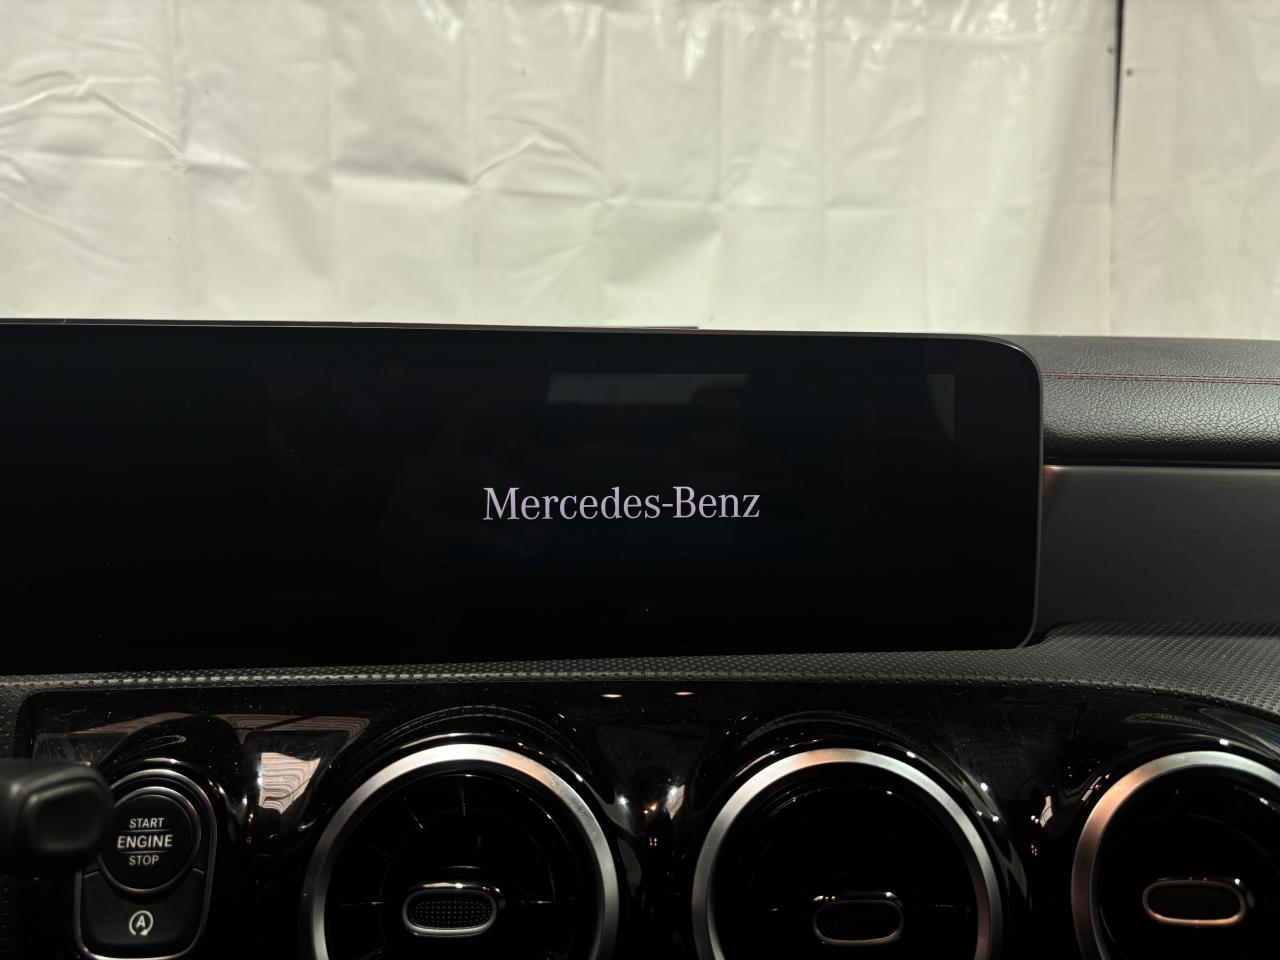 Mercedes-Benz
START
ENGINE
STOP
A